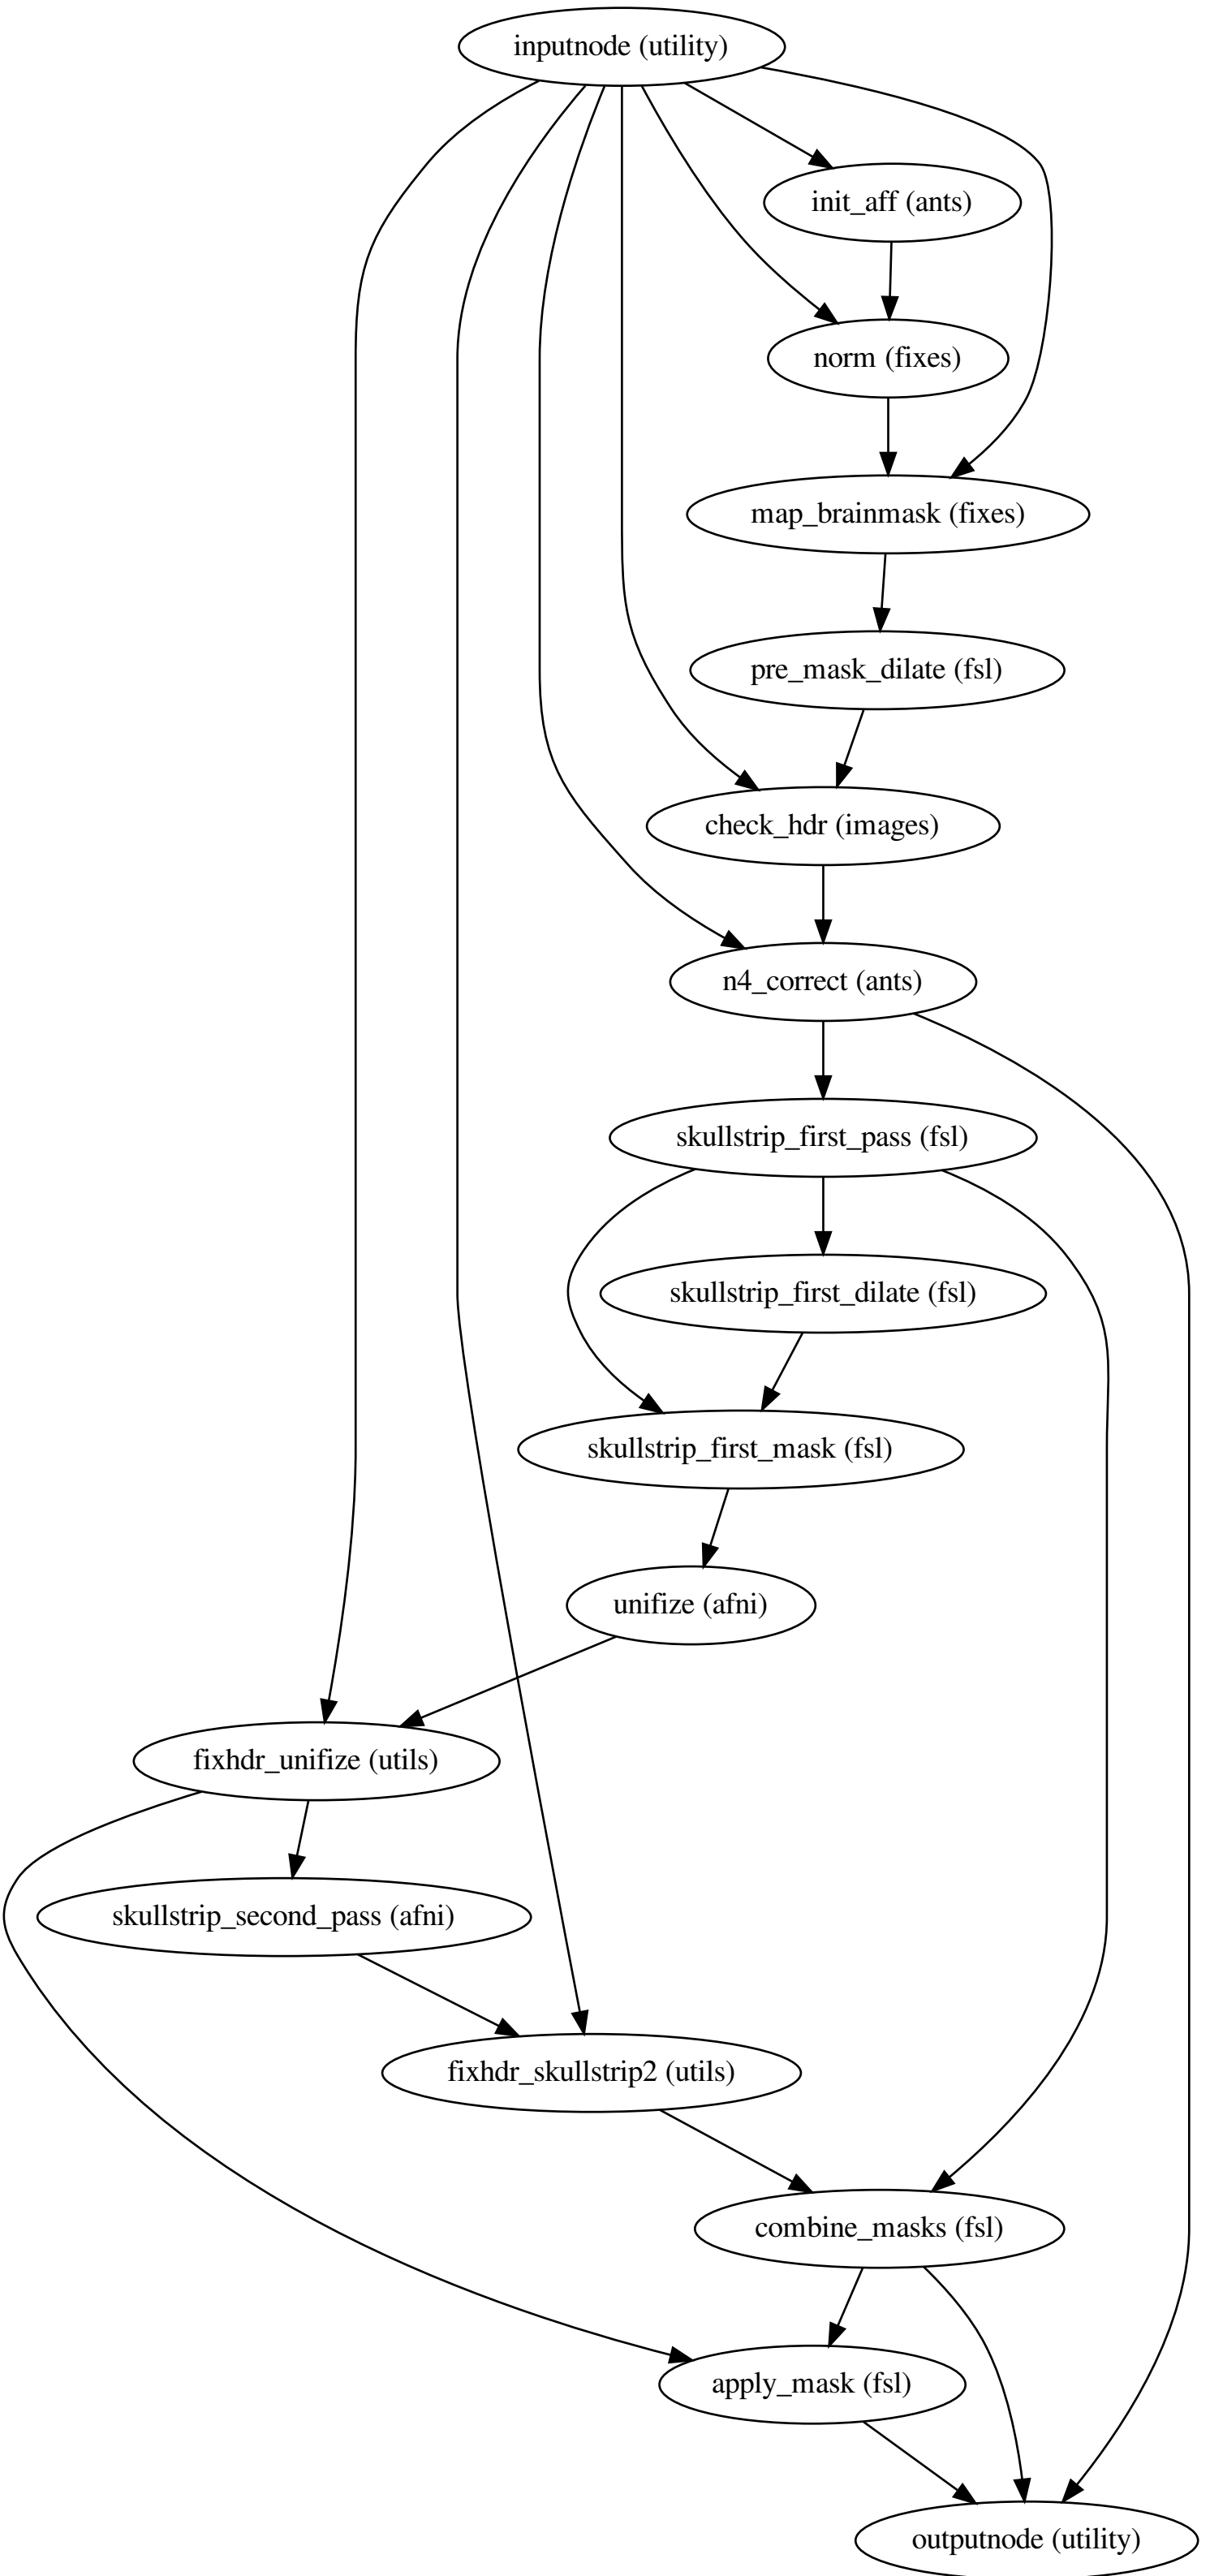 inputnode (utility)
init_aff (ants)
norm (fixes)
map_brainmask (fixes)
pre_mask_dilate (fsl)
check_hdr (images)
n4_correct (ants)
skullstrip_first_pass (fsl)
skullstrip_first_dilate (fsl)
skullstrip_first_mask (fsl)
unifize (afni)
fixhdr_unifize (utils)
skullstrip_second_pass (afni)
fixhdr_skullstrip2 (utils)
combine_masks (fsl)
apply_mask (fsl)
outputnode (utility)